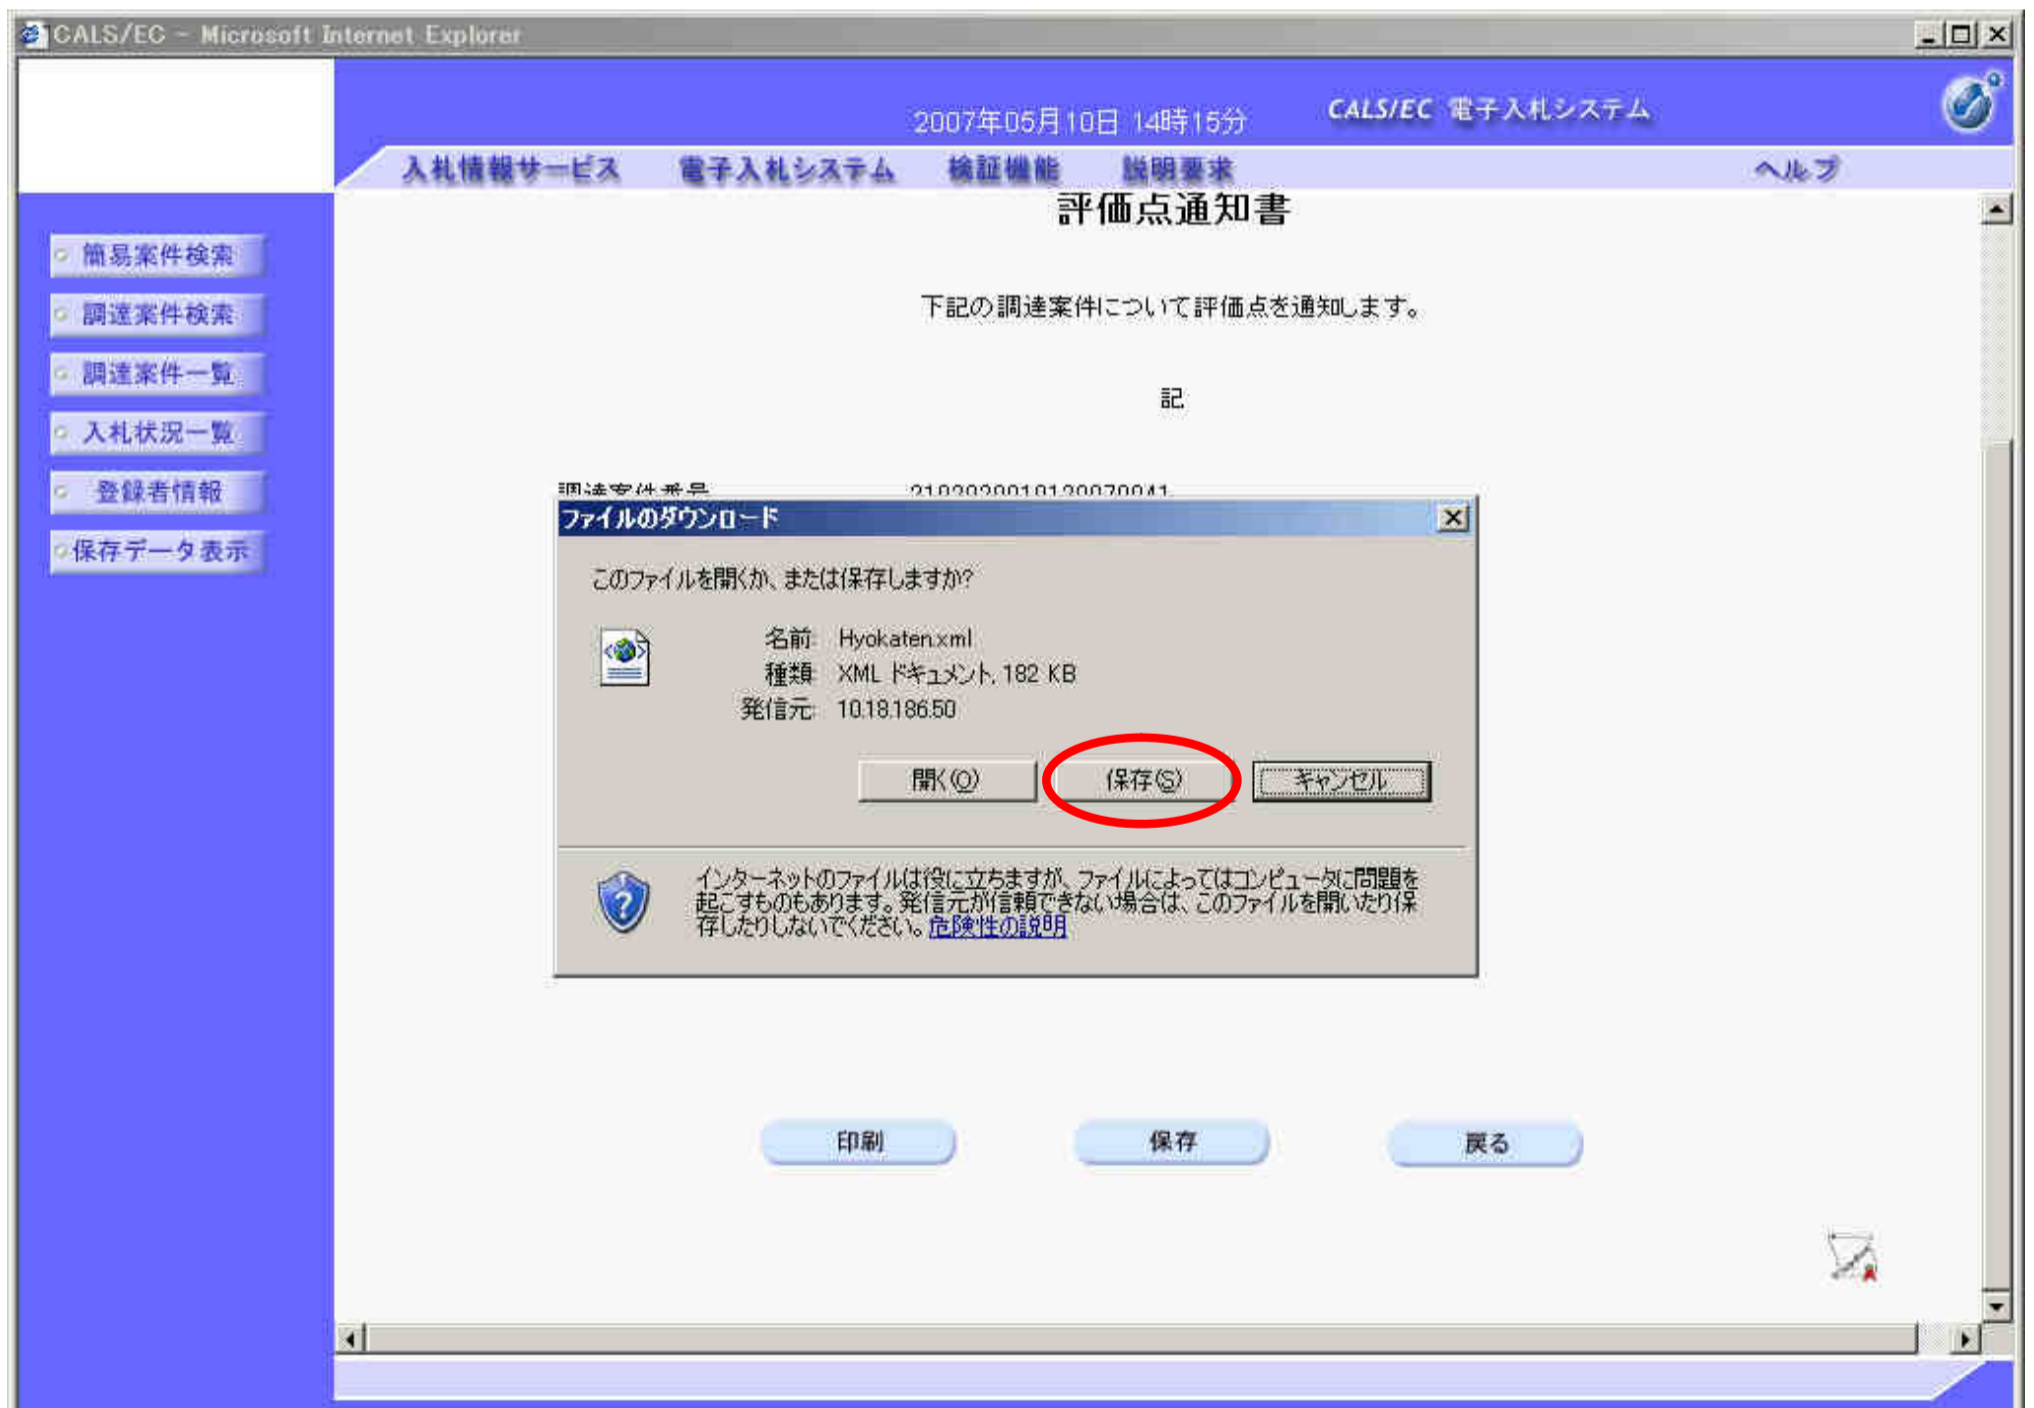 CALS/EC - Microsoft Internet Explorer
2007年05月10日 14時15分
CALS/EC 電子入札システム
入札情報サービス 電子入札システム 検証機能 説明要求 ヘルプ
簡易案件検索
調達案件検索
調達案件一覧
入札状況一覧
登録者情報
保存データ表示
評価点通知書
下記の調達案件について評価点を通知します。
記
調達案件番号
ファイルのダウンロード
このファイルを開くか、または保存しますか?
名前: Hyokaten.xml
種類: XML ドキュメント, 182 KB
発信元: 10.18.186.50
開く(O) 保存(S) キャンセル
インターネットのファイルは役に立ちますが、ファイルによってはコンピュータに問題を
起こすものもあります。発信元が信頼できない場合は、このファイルを開いたり保
存したりしないでください。危険性の説明
印刷 保存 戻る